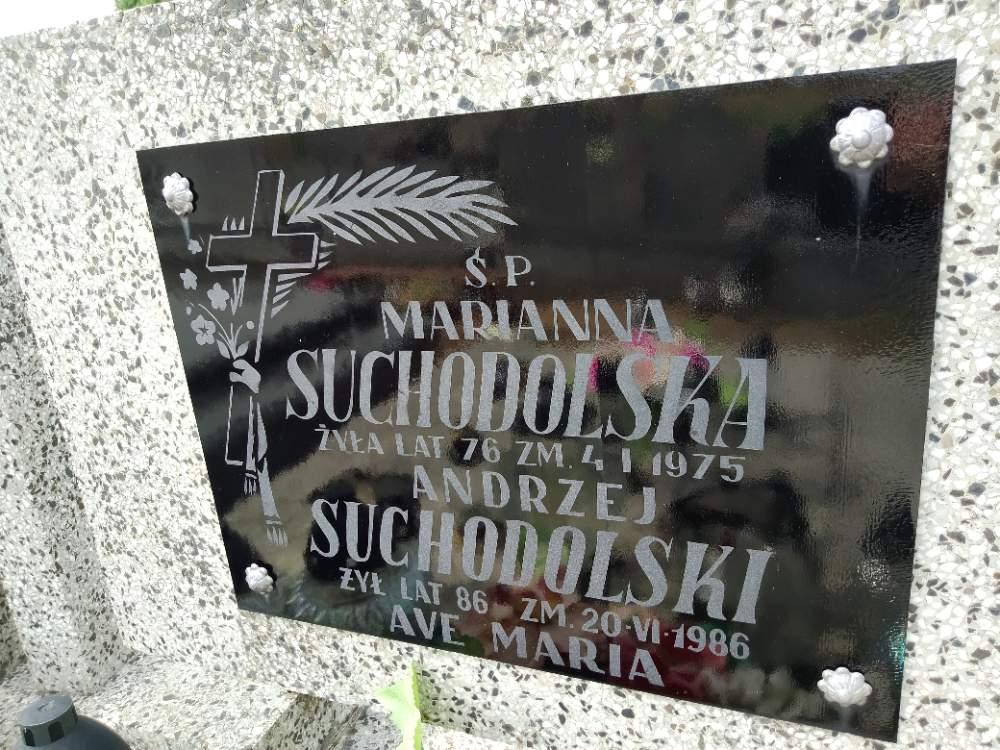 Ś.P.
MARIANNA
SUCHODOLSKA
ŻYŁA LAT 76 ZM. 4 I 1975
ANDRZEJ
SUCHODOLSKI
ŻYŁ LAT 86 ZM. 20-VI-1986
AVE MARIA